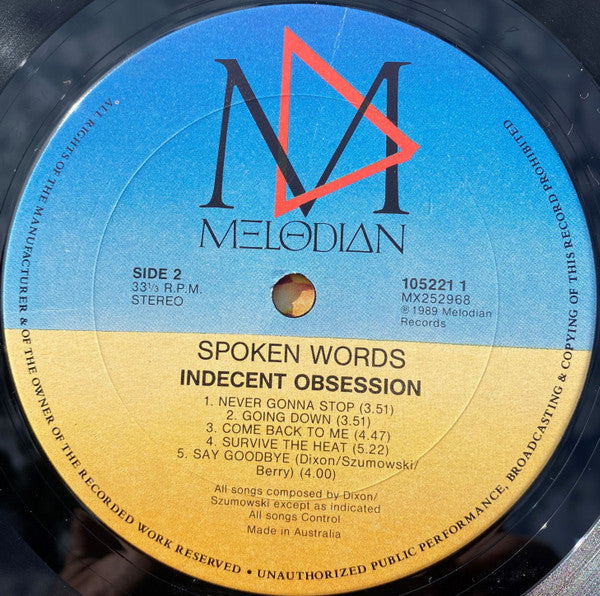 M
MELODIAN
SIDE 2
33⅓ R.P.M.
STEREO
105221 1
MX252968
℗ 1989 Melodian
Records
SPOKEN WORDS
INDECENT OBSESSION
1. NEVER GONNA STOP (3.51)
2. GOING DOWN (3.51)
3. COME BACK TO ME (4.47)
4. SURVIVE THE HEAT (5.22)
5. SAY GOODBYE (Dixon/Szumowski/
Berry) (4.00)
All songs composed by Dixon/
Szumowski except as indicated
All songs Control
Made in Australia
ALL RIGHTS OF THE MANUFACTURER & OF THE OWNER OF THE RECORDED WORK RESERVED • UNAUTHORIZED PUBLIC PERFORMANCE, BROADCASTING & COPYING OF THIS RECORD PROHIBITED